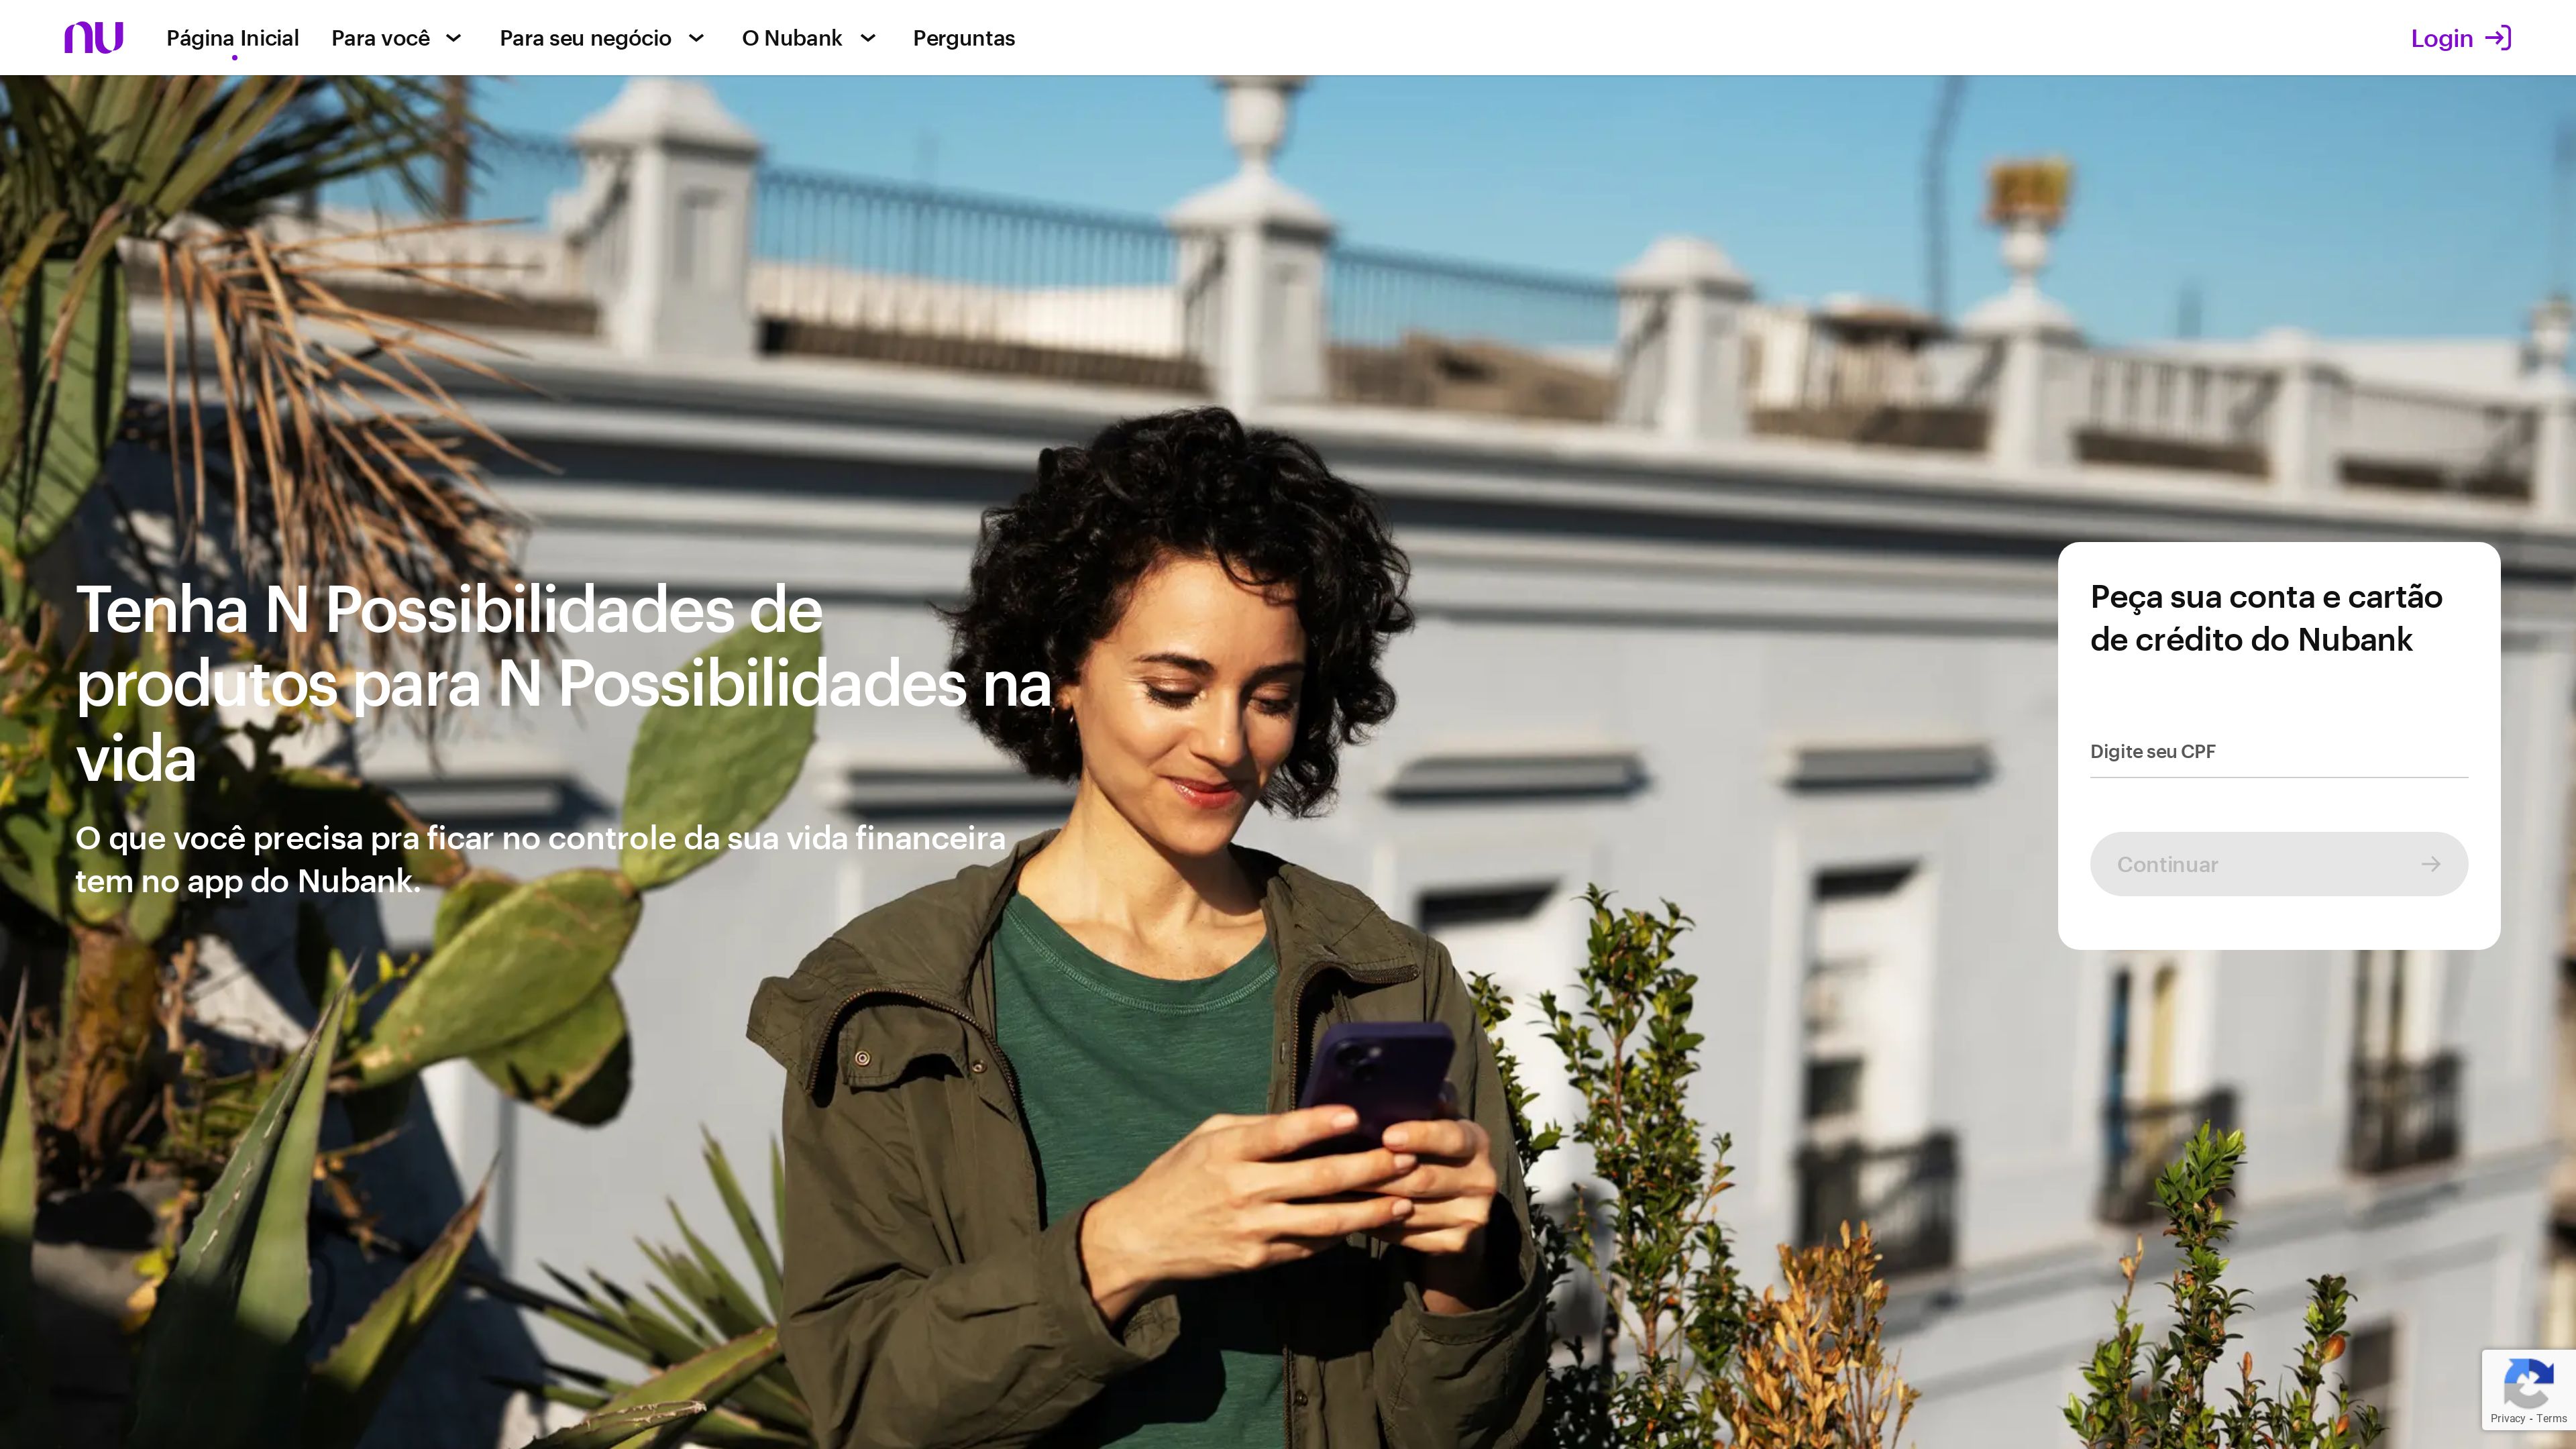 nu
Página Inicial
Para você
Para seu negócio
O Nubank
Perguntas
Login
Tenha N Possibilidades de
produtos para N Possibilidades na
vida
O que você precisa pra ficar no controle da sua vida financeira
tem no app do Nubank.
Peça sua conta e cartão
de crédito do Nubank
Digite seu CPF
Continuar
Privacy - Terms